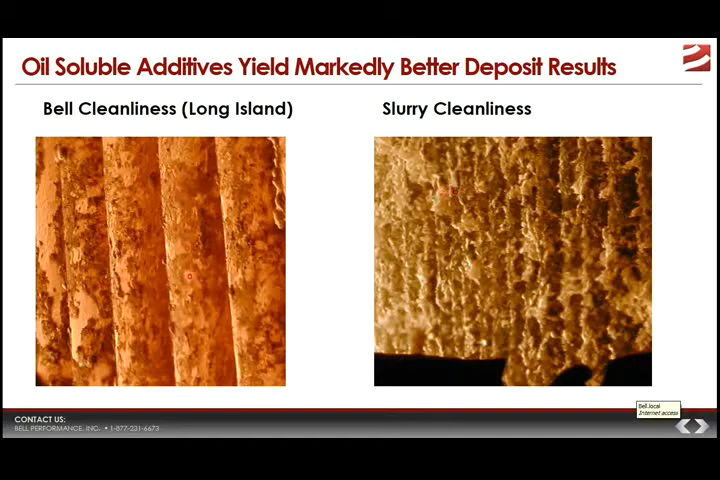 Oil Soluble Additives Yield Markedly Better Deposit Results
Bell Cleanliness (Long Island)
Slurry Cleanliness
Bell.local
Internet access
CONTACT US:
BELL PERFORMANCE, INC. • 1-877-231-6673